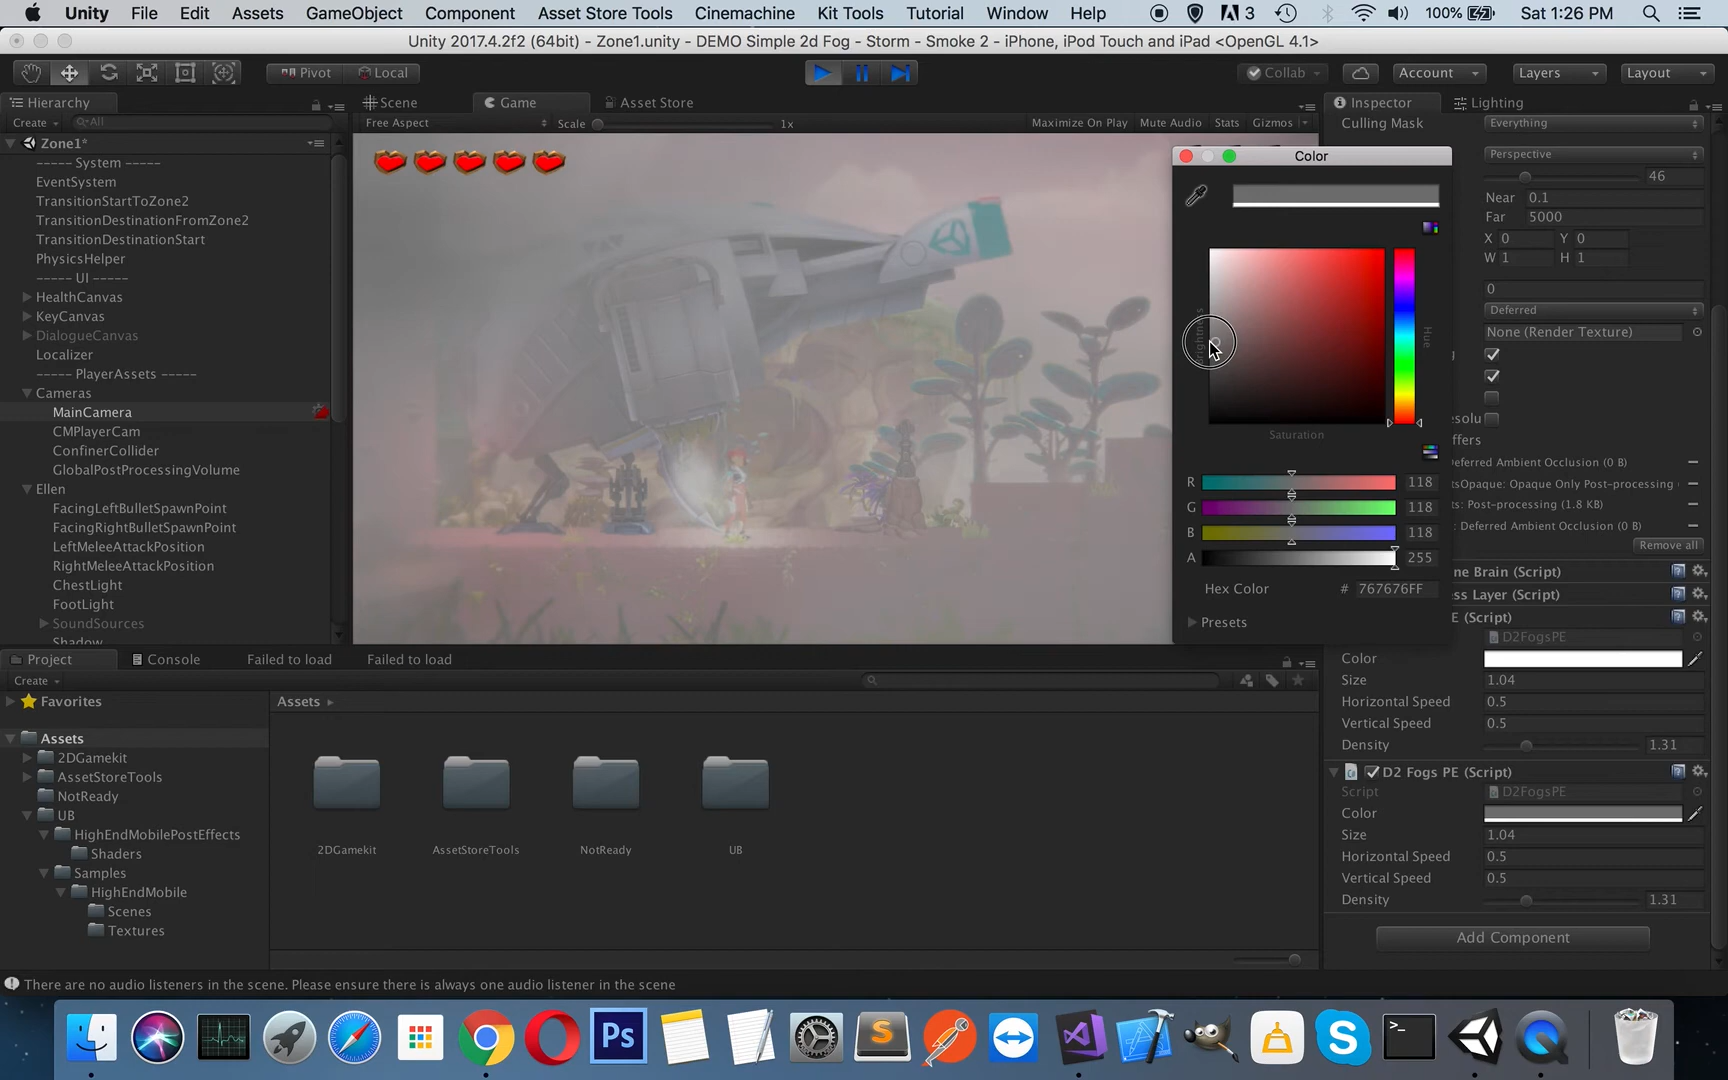 Unity File Edit Assets GameObject Component Asset Store Tools Cinemachine Kit Tools Tutorial Window Help 3 100% Sat 1:26 PM
Unity 2017.4.2f2 (64bit) - Zone1.unity - DEMO Simple 2d Fog - Storm - Smoke 2 - iPhone, iPod Touch and iPad <OpenGL 4.1>
Pivot Local Collab Account Layers Layout
Hierarchy
Create All
Zone1*
----- System -----
EventSystem
TransitionStartToZone2
TransitionDestinationFromZone2
TransitionDestinationStart
PhysicsHelper
----- UI -----
HealthCanvas
KeyCanvas
DialogueCanvas
Localizer
----- PlayerAssets -----
Cameras
MainCamera
CMPlayerCam
ConfinerCollider
GlobalPostProcessingVolume
Ellen
FacingLeftBulletSpawnPoint
FacingRightBulletSpawnPoint
LeftMeleeAttackPosition
RightMeleeAttackPosition
ChestLight
FootLight
SoundSources
Shadow
Scene Game Asset Store
Free Aspect Scale 1x Maximize On Play Mute Audio Stats Gizmos
Color
Hue
Saturation
R 118
G 118
B 118
A 255
Hex Color # 767676FF
Presets
Inspector Lighting
Culling Mask Everything
Perspective
46
Near 0.1
Far 5000
X 0 Y 0
W 1 H 1
0
Deferred
None (Render Texture)
g
esolu
ffers
eferred Ambient Occlusion (0 B)
tsOpaque: Opaque Only Post-processing
ts: Post-processing (1.8 KB)
: Deferred Ambient Occlusion (0 B)
Remove all
ne Brain (Script)
ss Layer (Script)
E (Script)
D2FogsPE
Color
Size 1.04
Horizontal Speed 0.5
Vertical Speed 0.5
Density 1.31
D2 Fogs PE (Script)
Script D2FogsPE
Color
Size 1.04
Horizontal Speed 0.5
Vertical Speed 0.5
Density 1.31
Add Component
Project Console Failed to load Failed to load
Create
Favorites
Assets
2DGamekit
AssetStoreTools
NotReady
UB
HighEndMobilePostEffects
Shaders
Samples
HighEndMobile
Scenes
Textures
Assets
2DGamekit AssetStoreTools NotReady UB
There are no audio listeners in the scene. Please ensure there is always one audio listener in the scene
Ps S >_